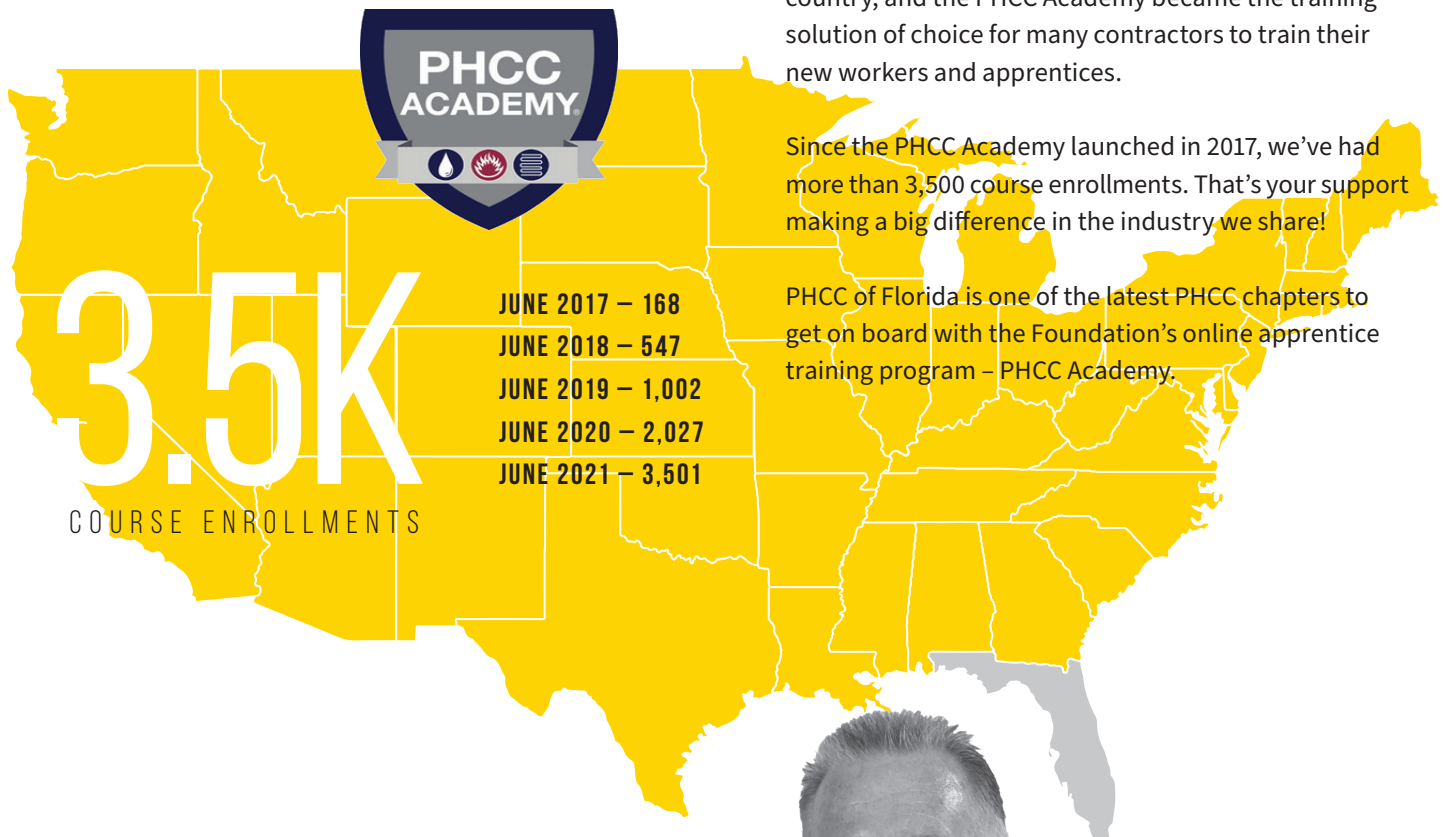 PHCC
ACADEMY®
3.5K
COURSE ENROLLMENTS
JUNE 2017 – 168
JUNE 2018 – 547
JUNE 2019 – 1,002
JUNE 2020 – 2,027
JUNE 2021 – 3,501
country, and the PHCC Academy became the training
solution of choice for many contractors to train their
new workers and apprentices.
Since the PHCC Academy launched in 2017, we’ve had
more than 3,500 course enrollments. That’s your support
making a big difference in the industry we share!
PHCC of Florida is one of the latest PHCC chapters to
get on board with the Foundation’s online apprentice
training program – PHCC Academy.